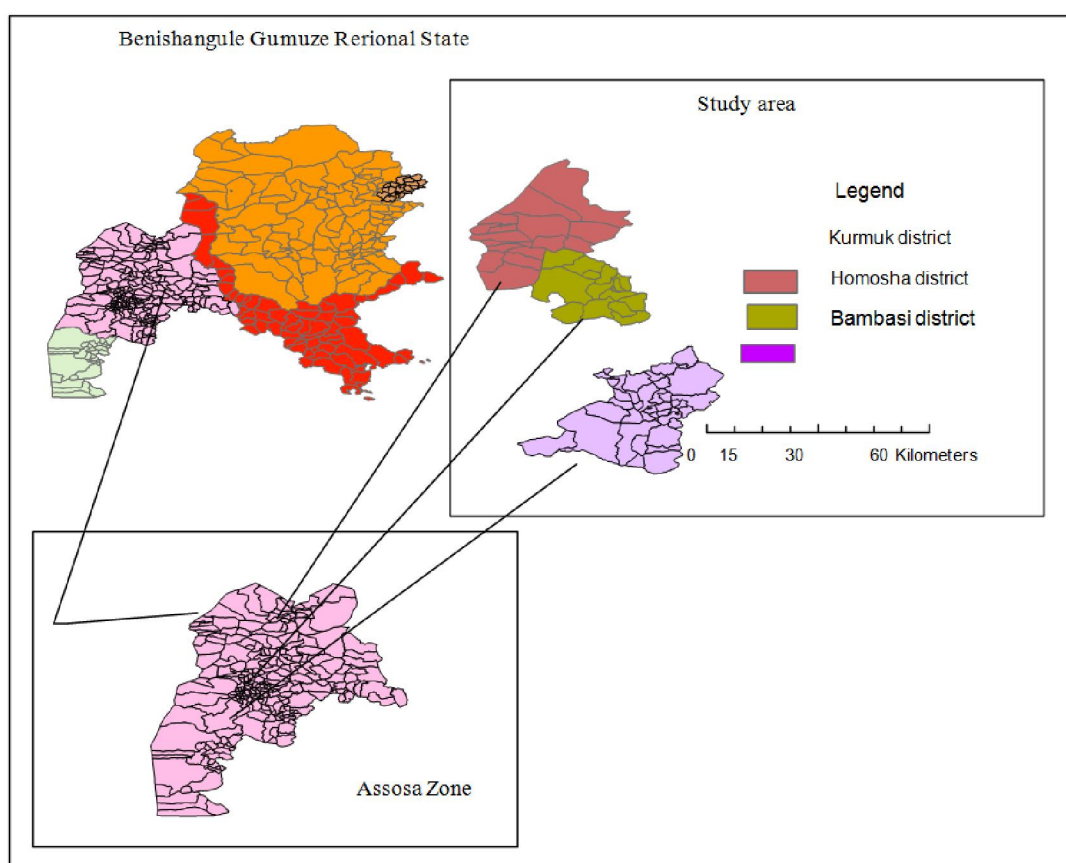 Benishangule Gumuze Rerional State
Study area
Legend
Kurmuk district
Homosha district
Bambasi district
0 15 30 60 Kilometers
Assosa Zone